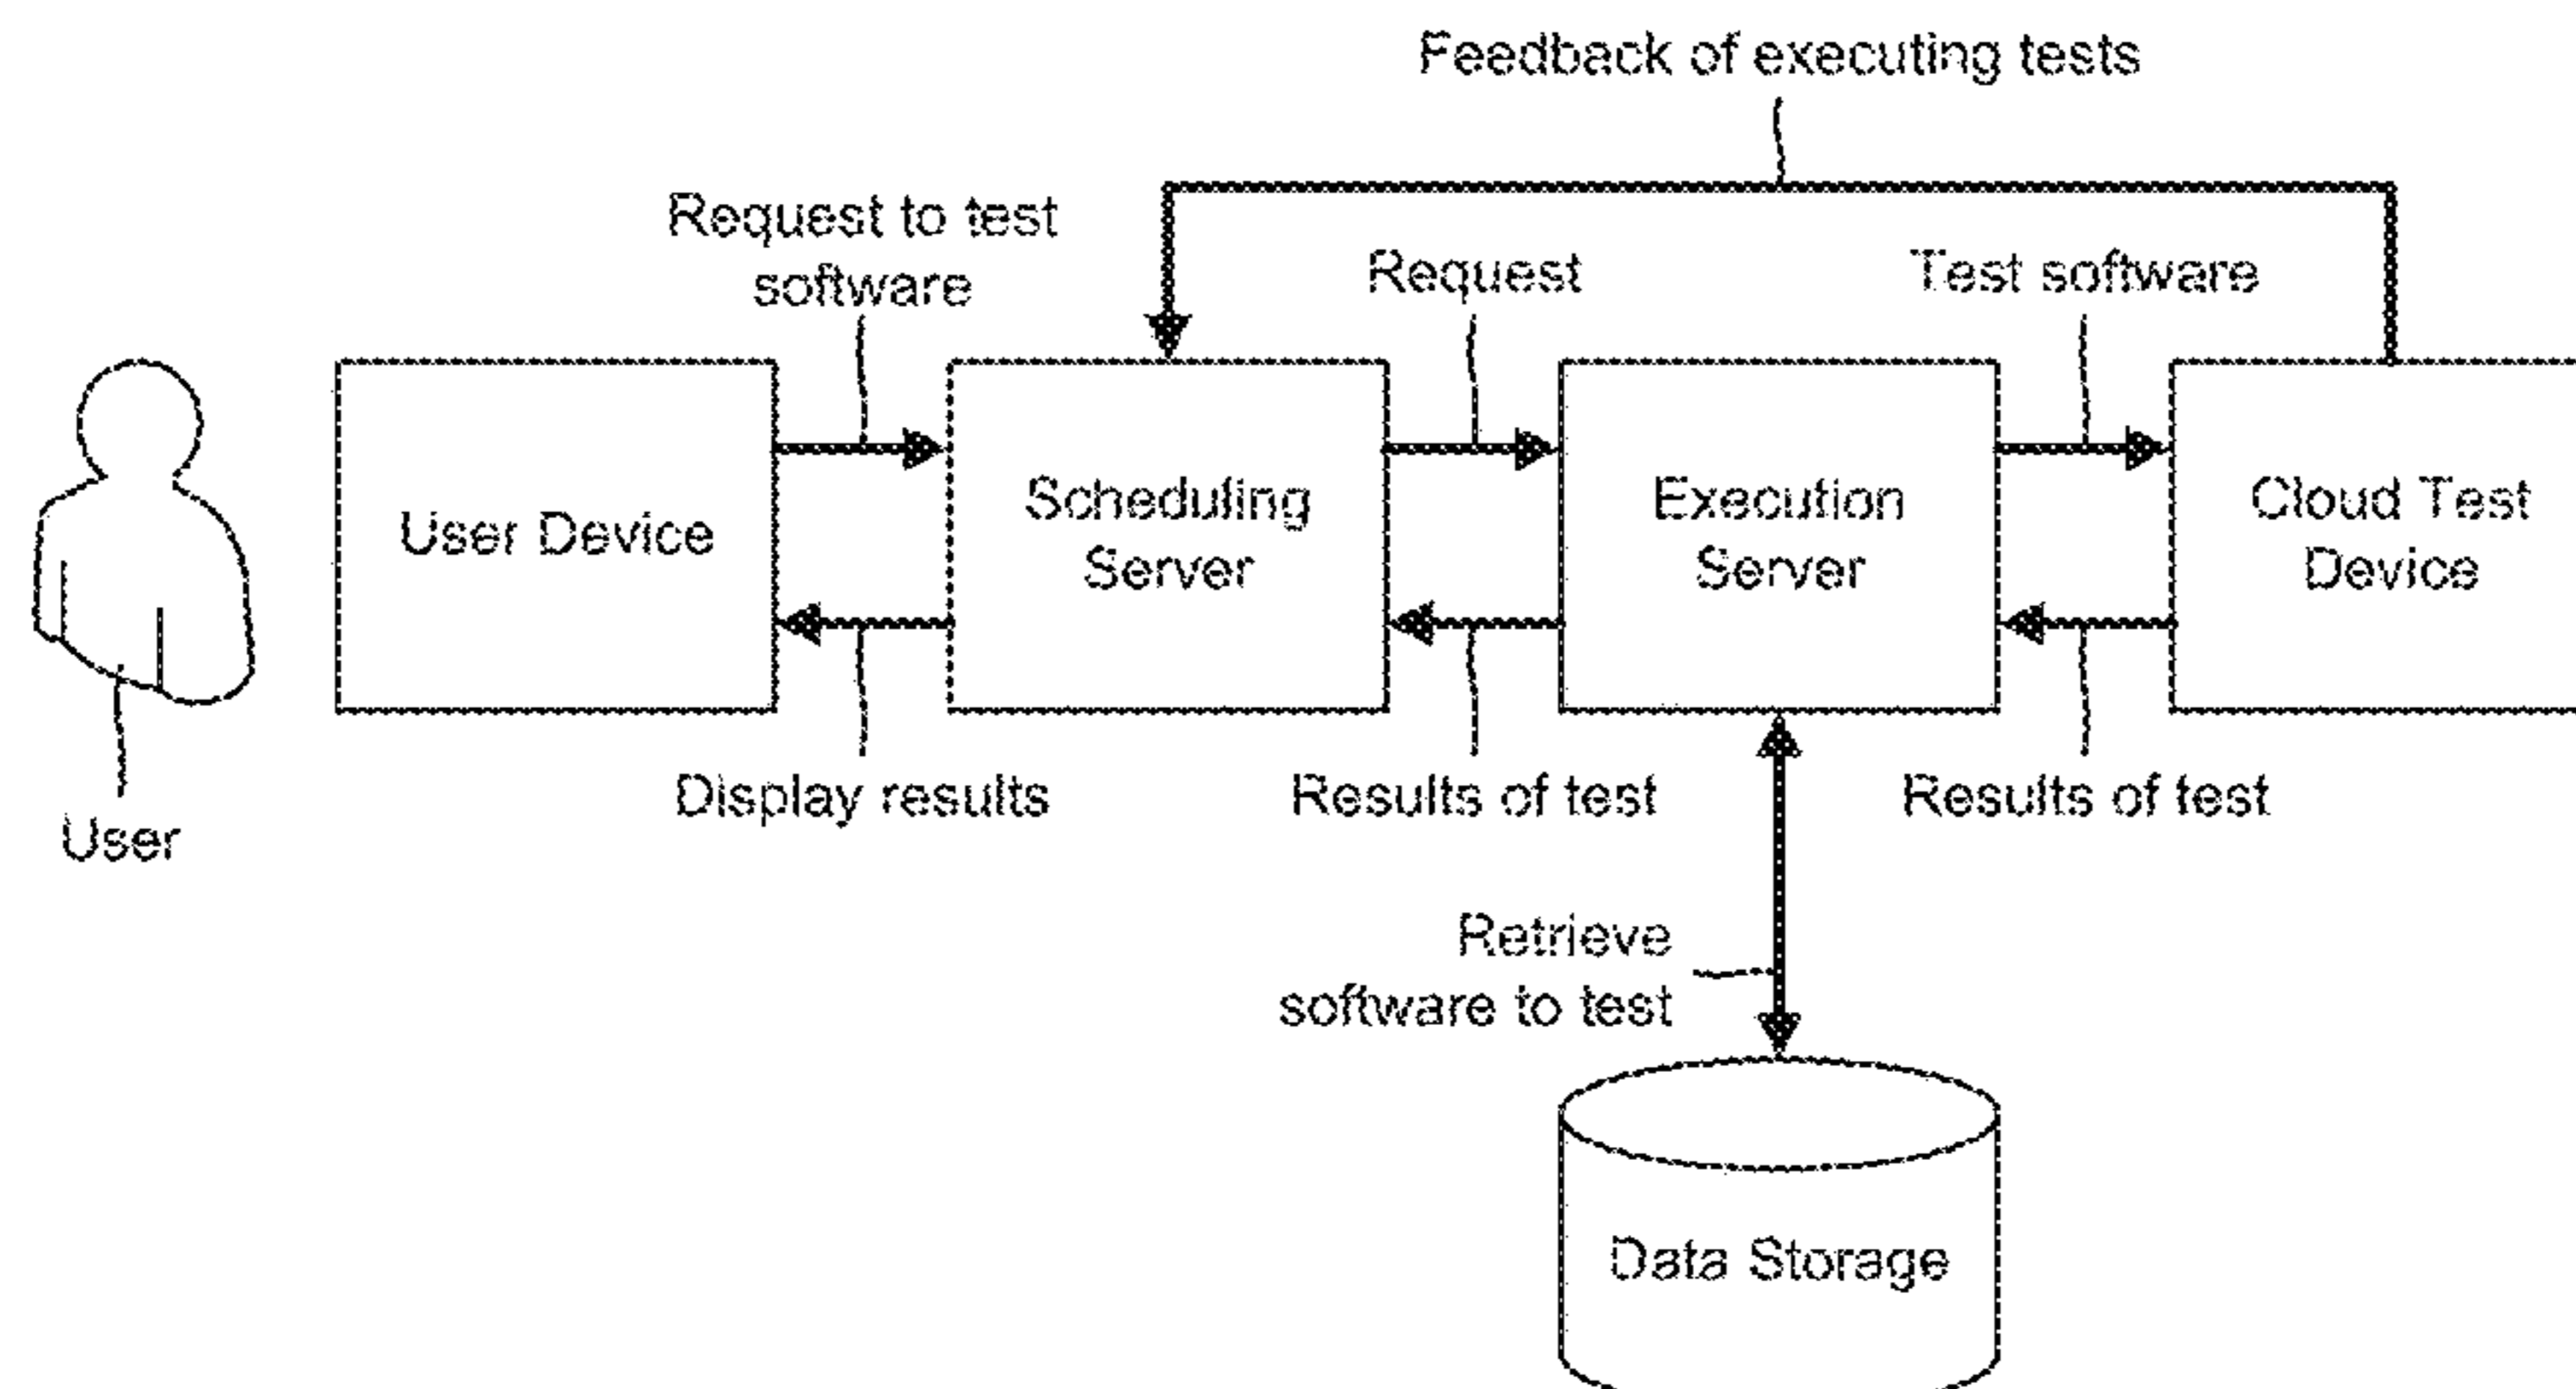 Feedback of executing tests
Request to test
software
Request
Test software
User Device
Scheduling
Server
Execution
Server
Cloud Test
Device
Display results
Results of test
Results of test
User
Retrieve
software to test
Data Storage